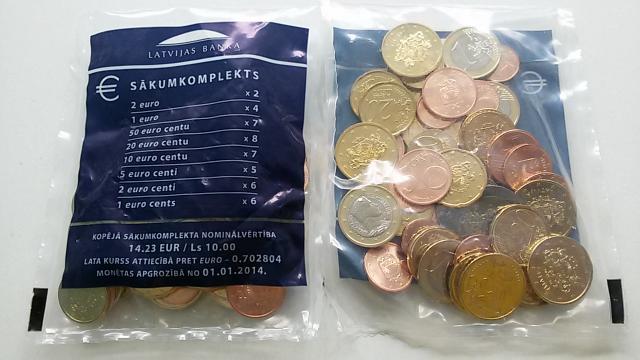 LATVIJAS BANKA
€ SĀKUMKOMPLEKTS
2 euro x 2
1 euro x 4
50 euro centu x 7
20 euro centu x 8
10 euro centu x 7
5 euro centi x 5
2 euro centi x 6
1 euro cents x 6
KOPĒJĀ SĀKUMKOMPLEKTA NOMINĀLVĒRTĪBA
14.23 EUR / Ls 10.00
LATA KURSS ATTIECĪBĀ PRET EURO - 0.702804
MONĒTAS APGROZĪBĀ NO 01.01.2014.
€